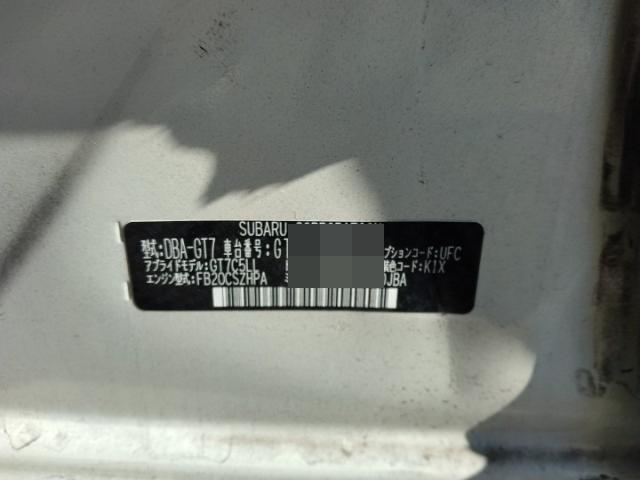 SUBARU
型式:DBA-GT7 車台番号:GT オプションコード:UFC
アプライドモデル:GT7C5LL 色コード:K1X
エンジン型式:FB20CSZHPA JBA